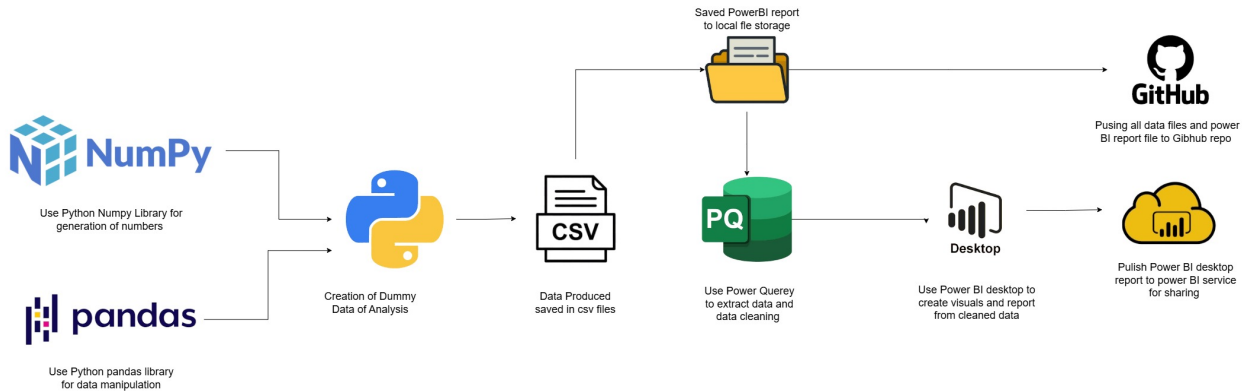 Saved PowerBI report
to local fle storage
GitHub
Pusing all data files and power
BI report file to Gibhub repo
NumPy
Use Python Numpy Library for
generation of numbers
CSV
PQ
Desktop
Creation of Dummy
Data of Analysis
Data Produced
saved in csv files
Use Power Querey
to extract data and
data cleaning
Use Power BI desktop to
create visuals and report
from cleaned data
Pulish Power BI desktop
report to power BI service
for sharing
pandas
Use Python pandas library
for data manipulation